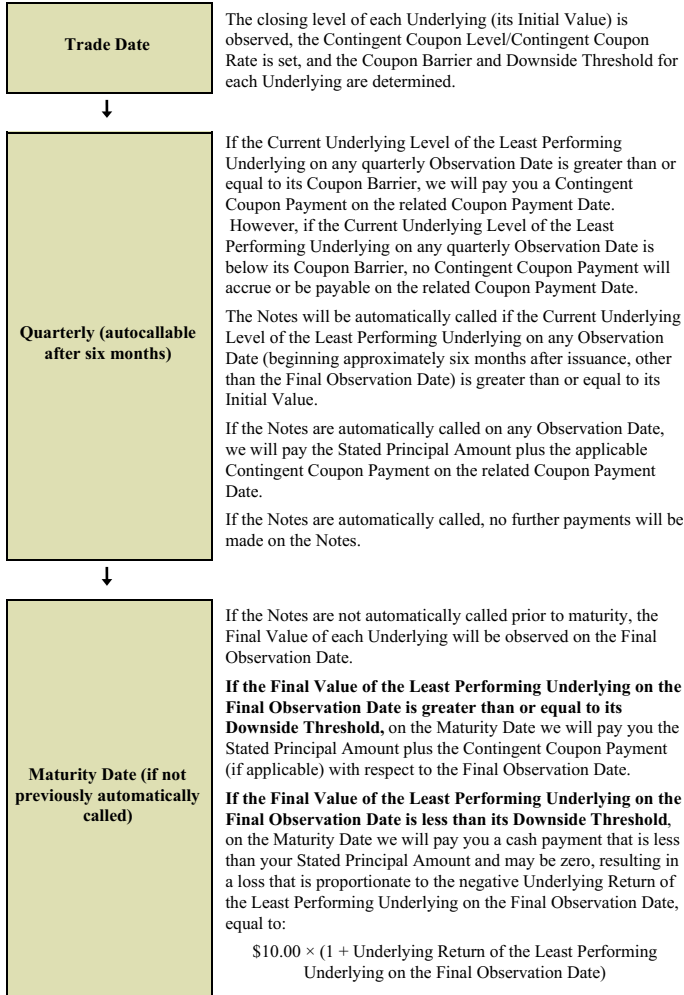 Trade Date
The closing level of each Underlying (its Initial Value) is
observed, the Contingent Coupon Level/Contingent Coupon
Rate is set, and the Coupon Barrier and Downside Threshold for
each Underlying are determined.
Quarterly (autocallable
after six months)
If the Current Underlying Level of the Least Performing
Underlying on any quarterly Observation Date is greater than or
equal to its Coupon Barrier, we will pay you a Contingent
Coupon Payment on the related Coupon Payment Date.
However, if the Current Underlying Level of the Least
Performing Underlying on any quarterly Observation Date is
below its Coupon Barrier, no Contingent Coupon Payment will
accrue or be payable on the related Coupon Payment Date.
The Notes will be automatically called if the Current Underlying
Level of the Least Performing Underlying on any Observation
Date (beginning approximately six months after issuance, other
than the Final Observation Date) is greater than or equal to its
Initial Value.
If the Notes are automatically called on any Observation Date,
we will pay the Stated Principal Amount plus the applicable
Contingent Coupon Payment on the related Coupon Payment
Date.
If the Notes are automatically called, no further payments will be
made on the Notes.
Maturity Date (if not
previously automatically
called)
If the Notes are not automatically called prior to maturity, the
Final Value of each Underlying will be observed on the Final
Observation Date.
If the Final Value of the Least Performing Underlying on the
Final Observation Date is greater than or equal to its
Downside Threshold, on the Maturity Date we will pay you the
Stated Principal Amount plus the Contingent Coupon Payment
(if applicable) with respect to the Final Observation Date.
If the Final Value of the Least Performing Underlying on the
Final Observation Date is less than its Downside Threshold,
on the Maturity Date we will pay you a cash payment that is less
than your Stated Principal Amount and may be zero, resulting in
a loss that is proportionate to the negative Underlying Return of
the Least Performing Underlying on the Final Observation Date,
equal to:
$10.00 × (1 + Underlying Return of the Least Performing
Underlying on the Final Observation Date)